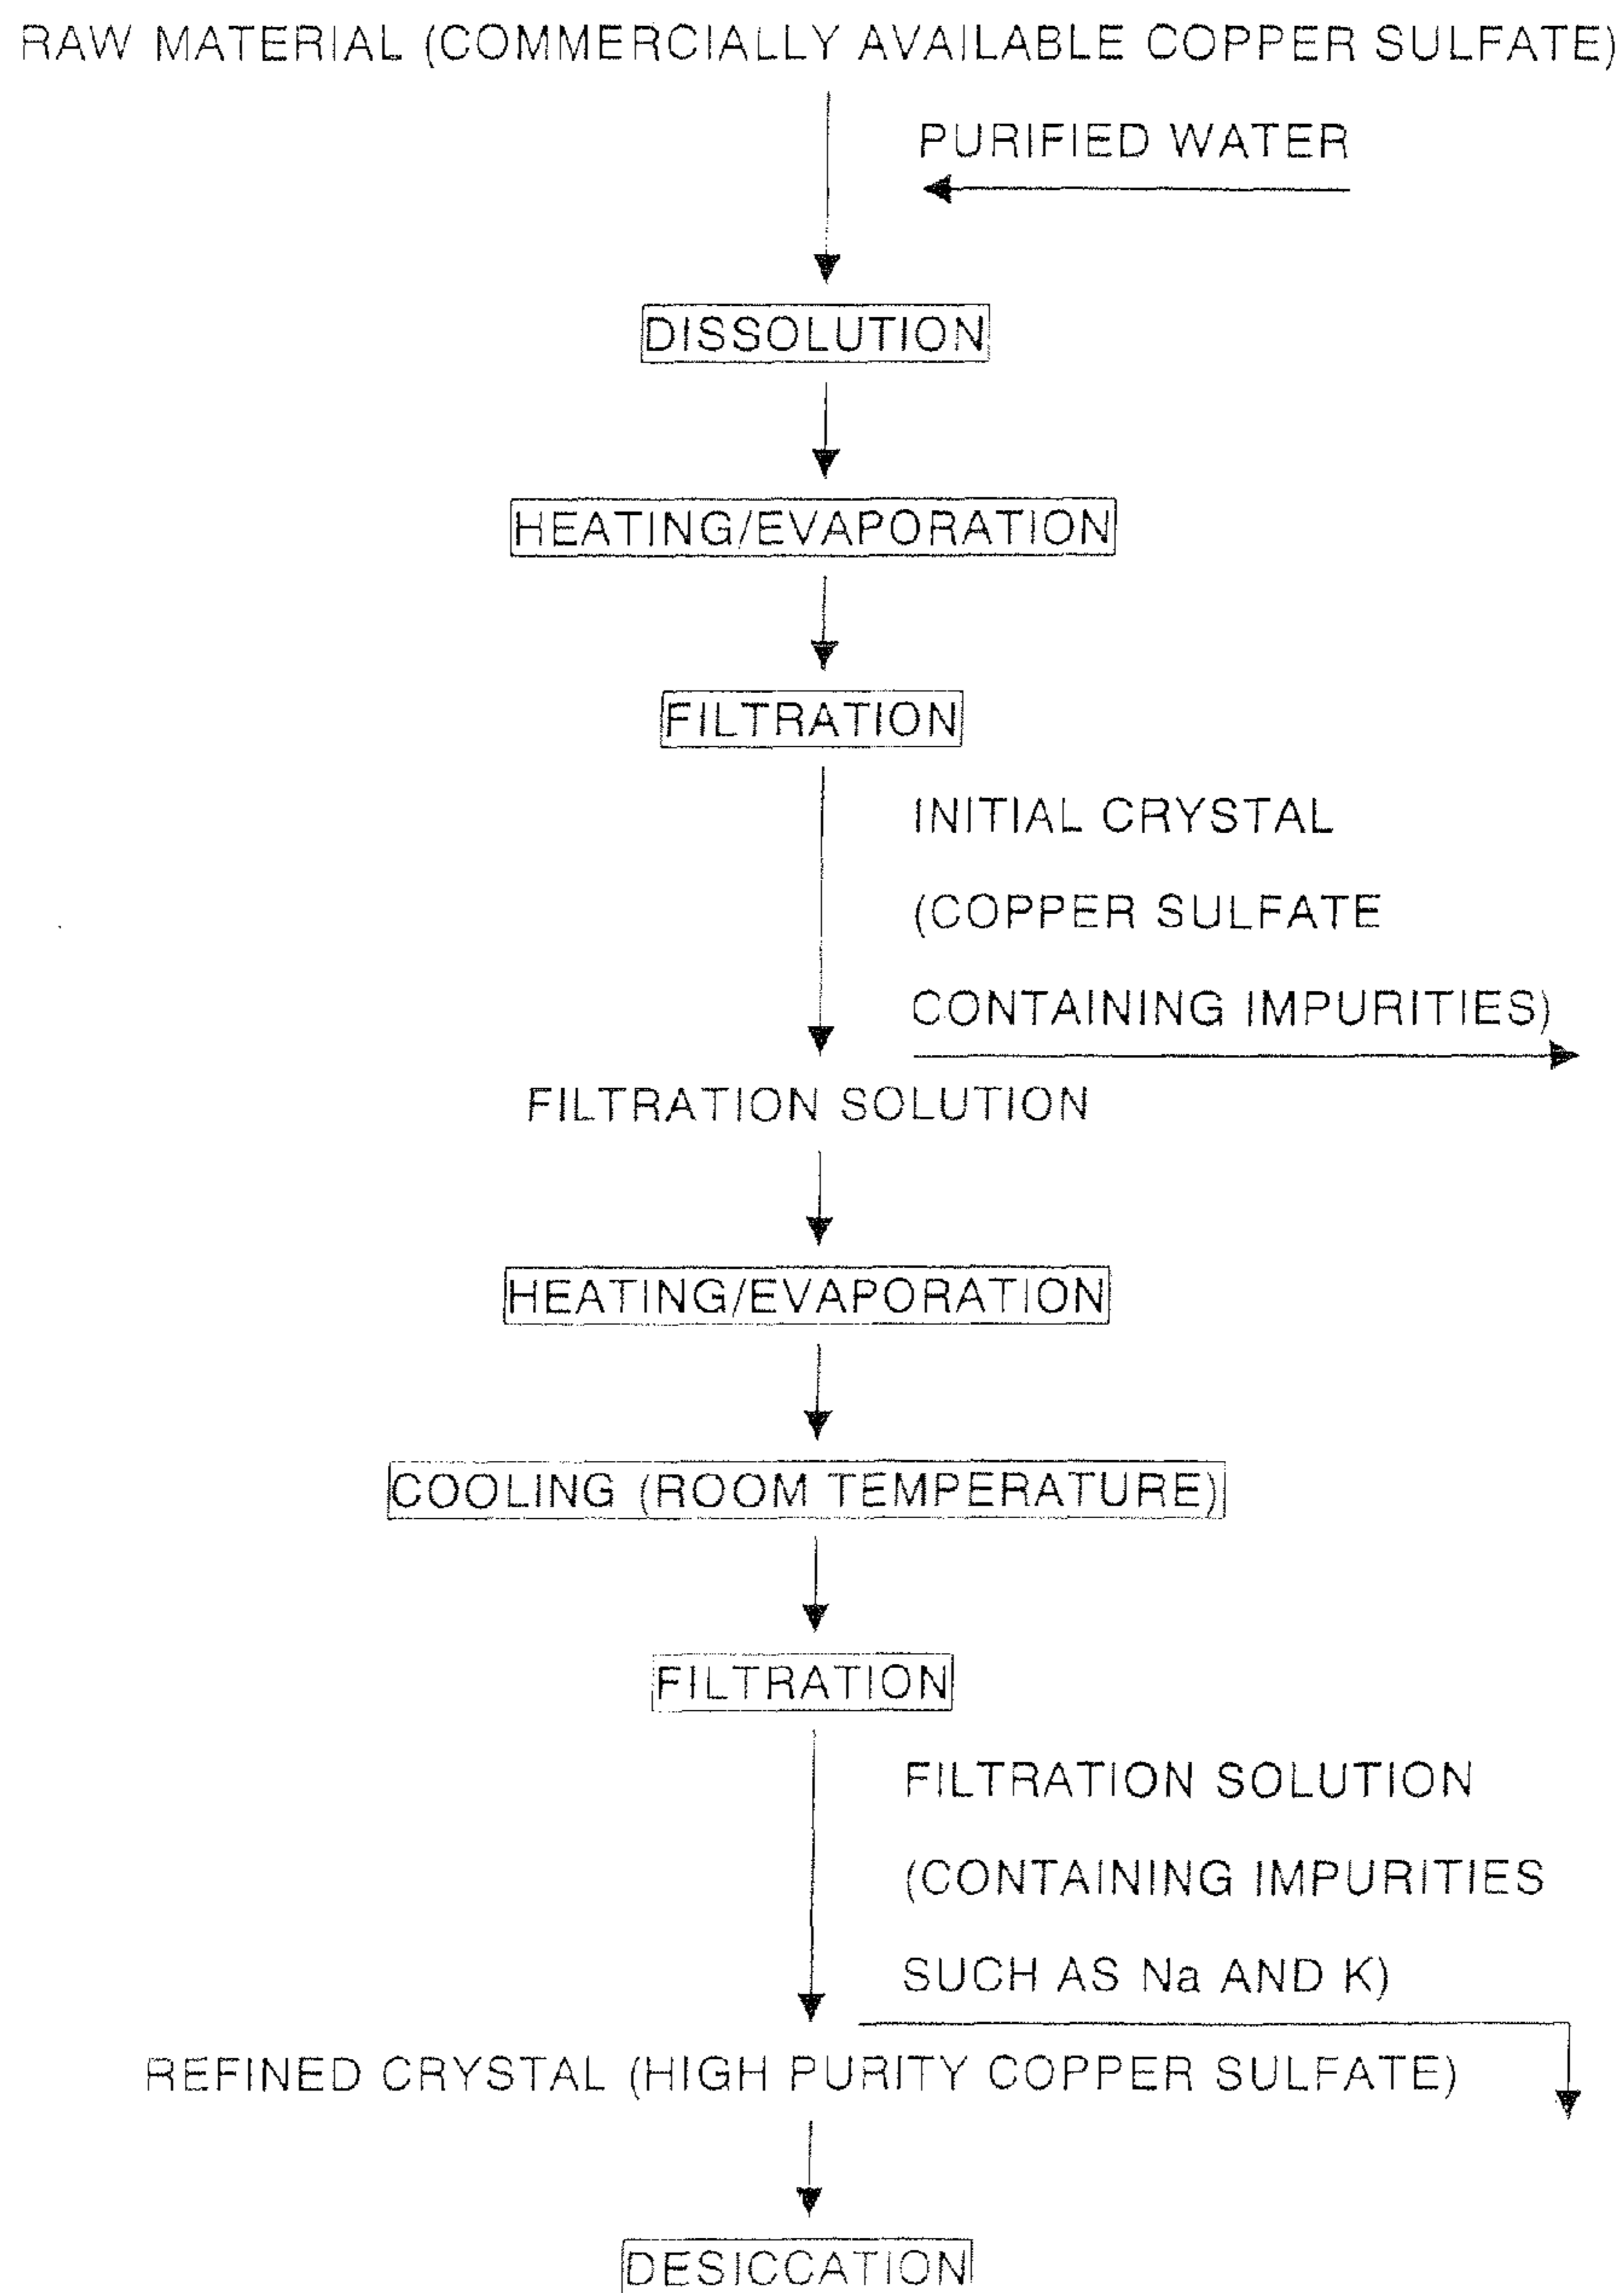 RAW MATERIAL (COMMERCIALLY AVAILABLE COPPER SULFATE)
PURIFIED WATER
DISSOLUTION
HEATING/EVAPORATION
FILTRATION
INITIAL CRYSTAL
(COPPER SULFATE
CONTAINING IMPURITIES)
FILTRATION SOLUTION
HEATING/EVAPORATION
COOLING (ROOM TEMPERATURE)
FILTRATION
FILTRATION SOLUTION
(CONTAINING IMPURITIES
SUCH AS Na AND K)
REFINED CRYSTAL (HIGH PURITY COPPER SULFATE)
DESICCATION